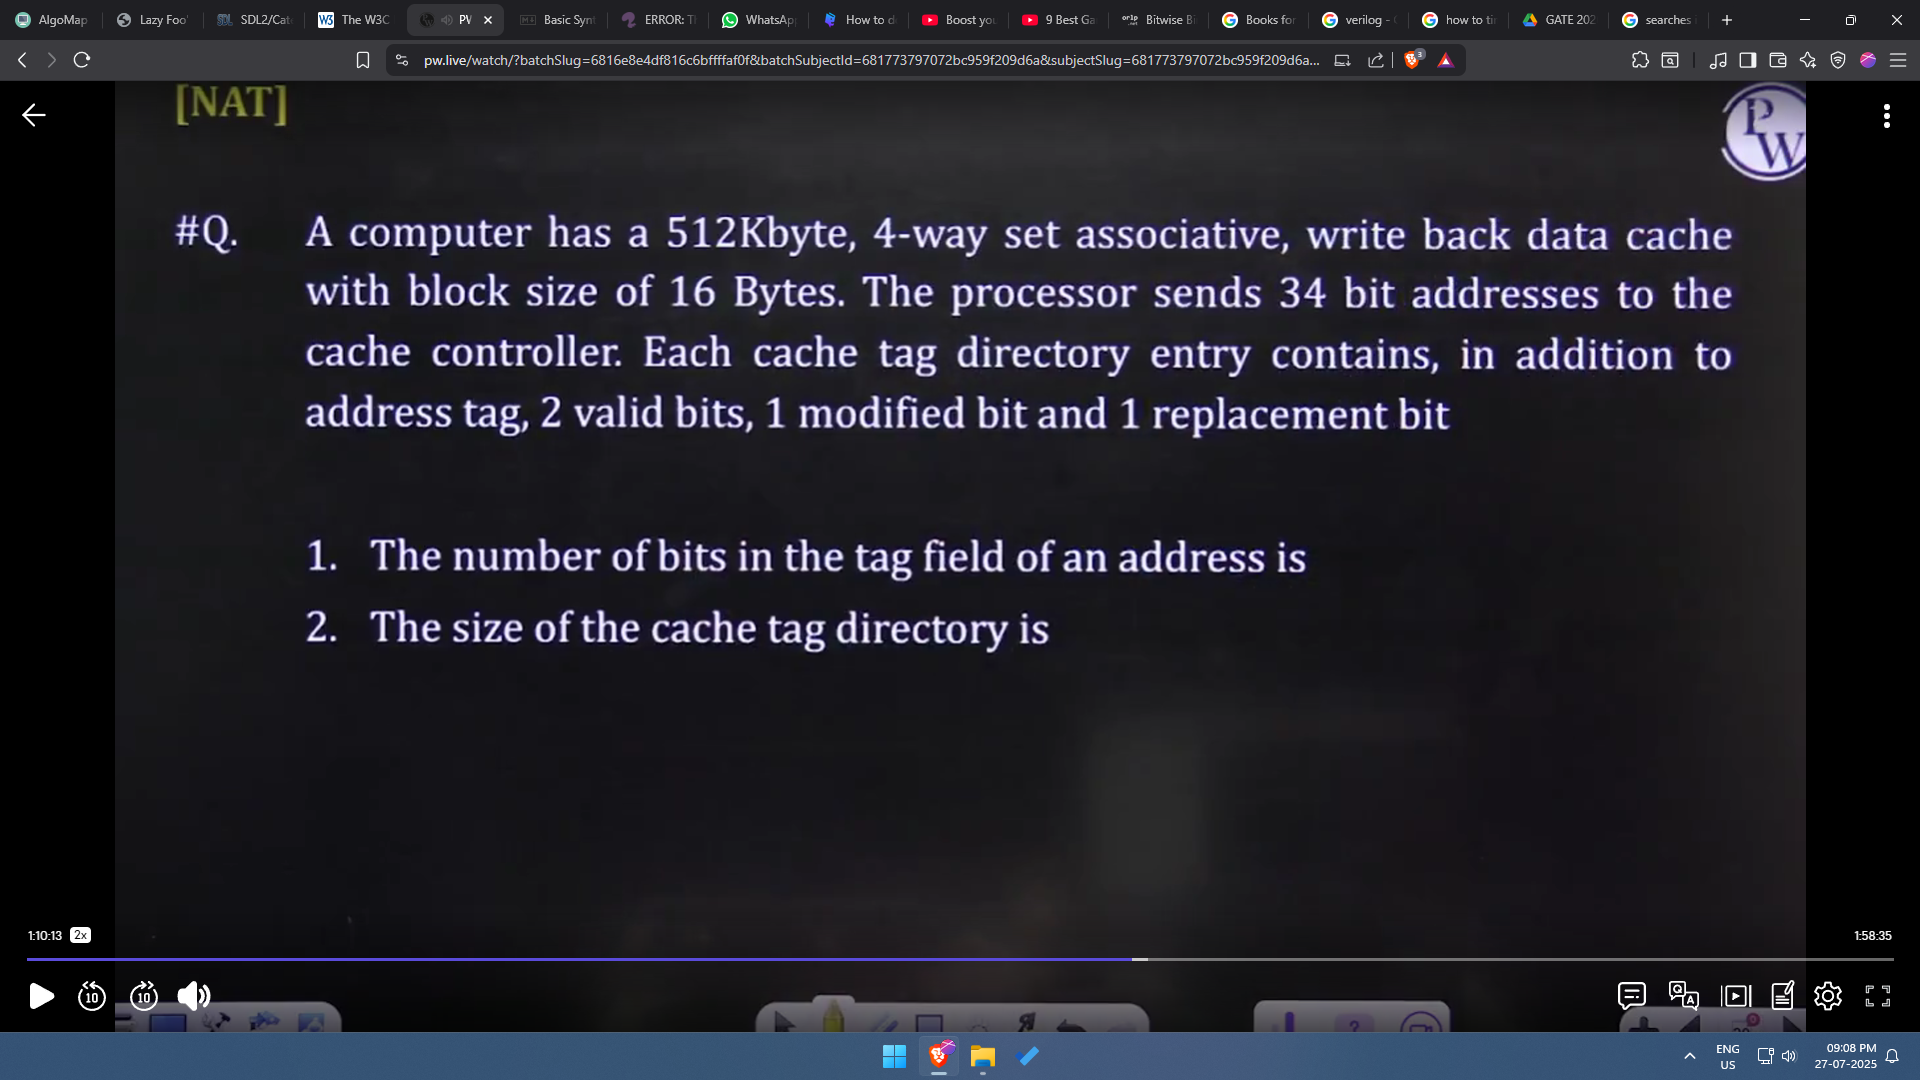 AlgoMap
Lazy Foo'
SDL2/Cat
The W3C
PV
Basic Synt
ERROR: T
WhatsAp
How to d
Boost yo
9 Best Ga
Bitwise B
Books for
verilog -
how to ti
GATE 202
searches
pw.live/watch/?batchSlug=6816e8e4df816c6bffffaf0f&batchSubjectId=681773797072bc959f209d6a&subjectSlug=681773797072bc959f209d6a...
3
[NAT]
PW
#Q. A computer has a 512Kbyte, 4-way set associative, write back data cache
with block size of 16 Bytes. The processor sends 34 bit addresses to the
cache controller. Each cache tag directory entry contains, in addition to
address tag, 2 valid bits, 1 modified bit and 1 replacement bit
1. The number of bits in the tag field of an address is
2. The size of the cache tag directory is
1:10:13 2x
1:58:35
10
10
Q A
ENG
US
09:08 PM
27-07-2025